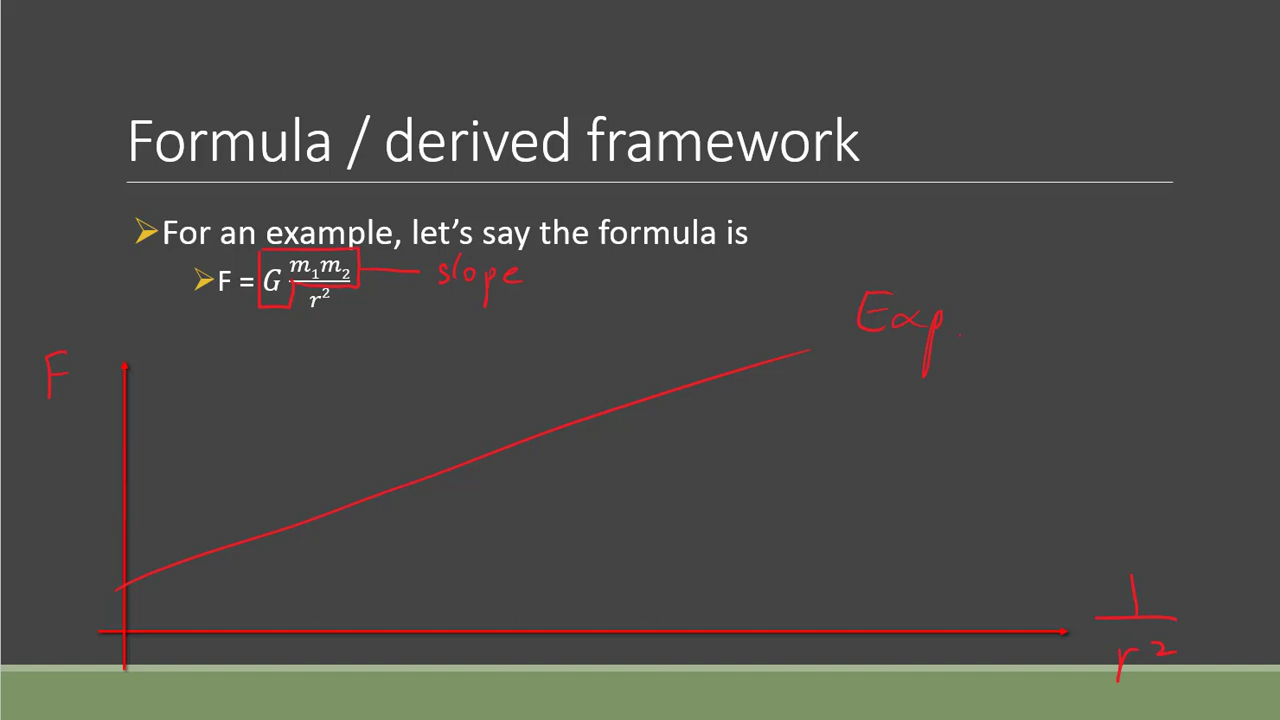 Formula / derived framework
For an example, let's say the formula is
F = G m₁m₂/r²
slope
Exp.
F
1/r²